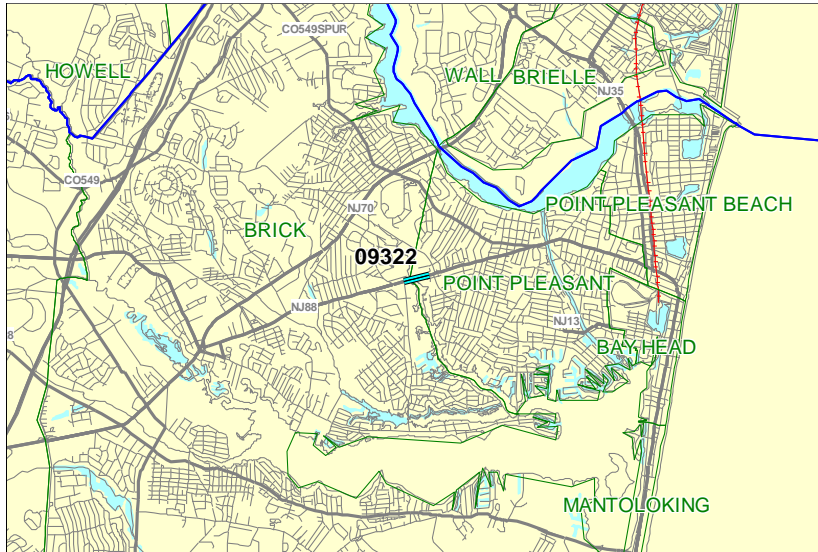 CO549SPUR
HOWELL
WALL
BRIELLE
NJ35
CO549
NJ70
POINT PLEASANT BEACH
BRICK
09322
POINT PLEASANT
NJ88
NJ13
8
BAY HEAD
MANTOLOKING